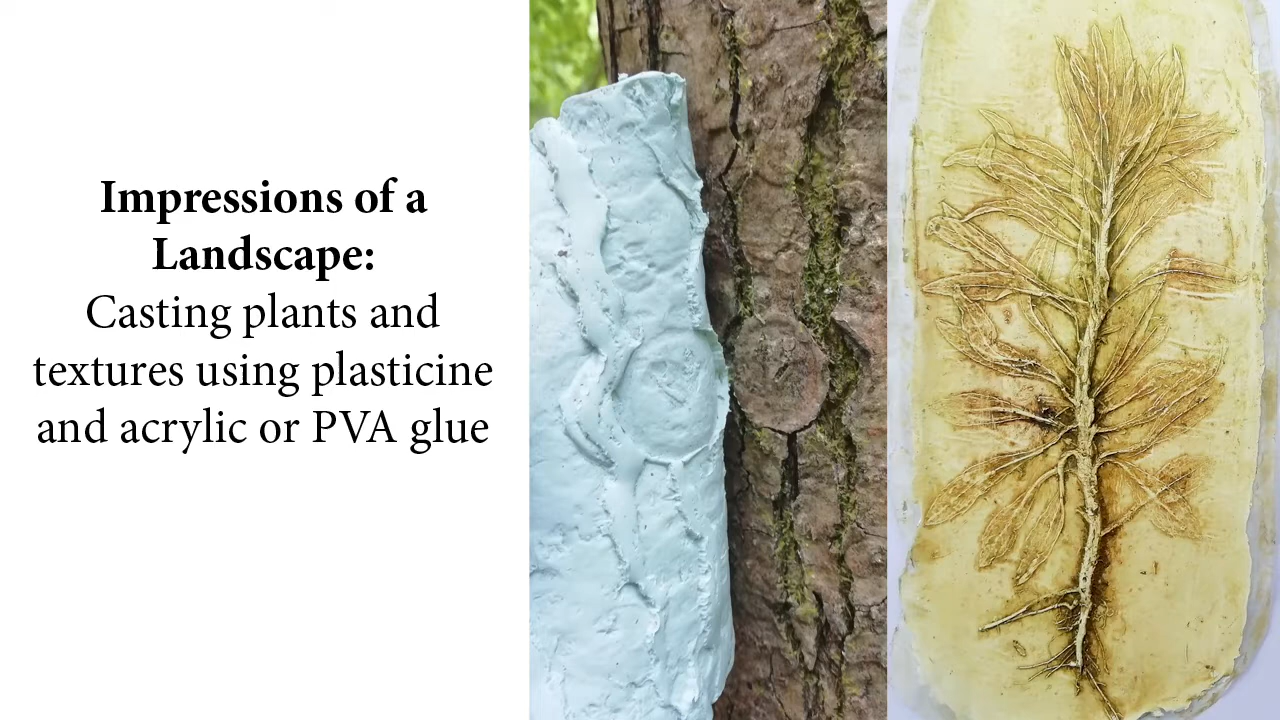 Impressions of a
Landscape:
Casting plants and
textures using plasticine
and acrylic or PVA glue